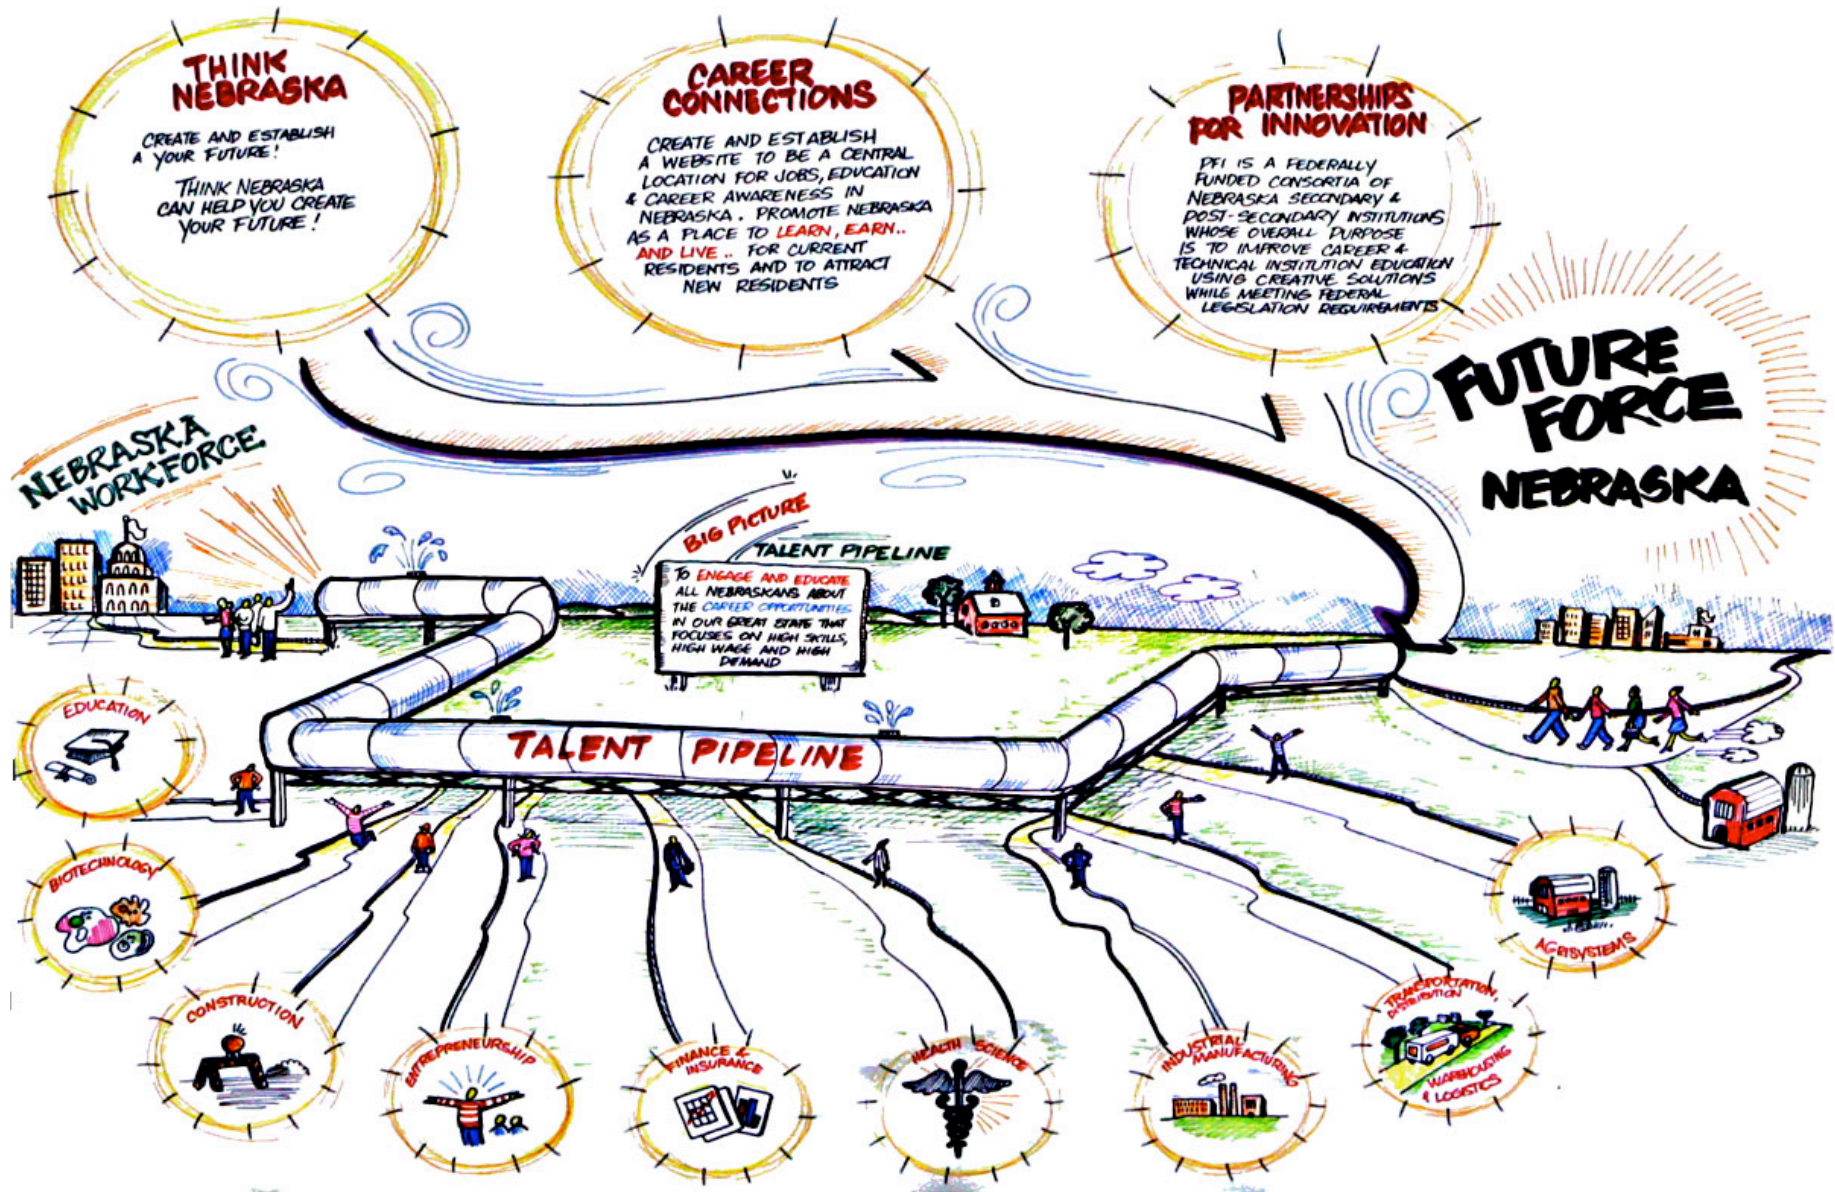 THINK
NEBRASKA
CREATE AND ESTABLISH
A YOUR FUTURE!
THINK NEBRASKA
CAN HELP YOU CREATE
YOUR FUTURE!
CAREER
CONNECTIONS
CREATE AND ESTABLISH
A WEBSITE TO BE A CENTRAL
LOCATION FOR JOBS, EDUCATION
& CAREER AWARENESS IN
NEBRASKA. PROMOTE NEBRASKA
AS A PLACE TO LEARN, EARN..
AND LIVE.. FOR CURRENT
RESIDENTS AND TO ATTRACT
NEW RESIDENTS
PARTNERSHIPS
FOR INNOVATION
PFI IS A FEDERALLY
FUNDED CONSORTIA OF
NEBRASKA SECONDARY &
POST-SECONDARY INSTITUTIONS
WHOSE OVERALL PURPOSE
IS TO IMPROVE CAREER &
TECHNICAL INSTITUTION EDUCATION
USING CREATIVE SOLUTIONS
WHILE MEETING FEDERAL
LEGISLATION REQUIREMENTS
FUTURE
FORCE
NEBRASKA
NEBRASKA
WORKFORCE
BIG PICTURE
TALENT PIPELINE
TO ENGAGE AND EDUCATE
ALL NEBRASKANS ABOUT
THE CAREER OPPORTUNITIES
IN OUR GREAT STATE THAT
FOCUSES ON HIGH SKILLS,
HIGH WAGE AND HIGH
DEMAND
TALENT PIPELINE
EDUCATION
BIOTECHNOLOGY
CONSTRUCTION
ENTREPRENEURSHIP
FINANCE &
INSURANCE
HEALTH SCIENCE
INDUSTRIAL
MANUFACTURING
TRANSPORTATION,
DISTRIBUTION
WAREHOUSING
& LOGISTICS
AGRISYSTEMS